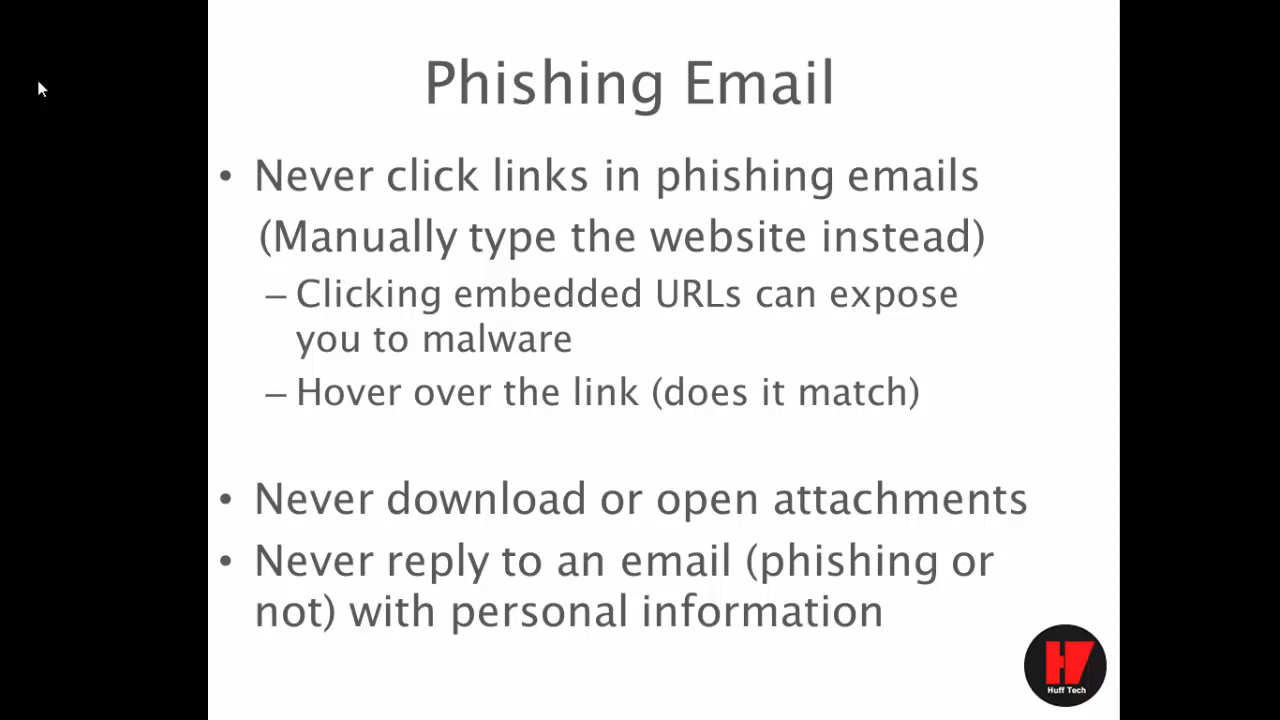 Phishing Email
• Never click links in phishing emails
(Manually type the website instead)
– Clicking embedded URLs can expose
you to malware
– Hover over the link (does it match)
• Never download or open attachments
• Never reply to an email (phishing or
not) with personal information
H7
Huff Tech